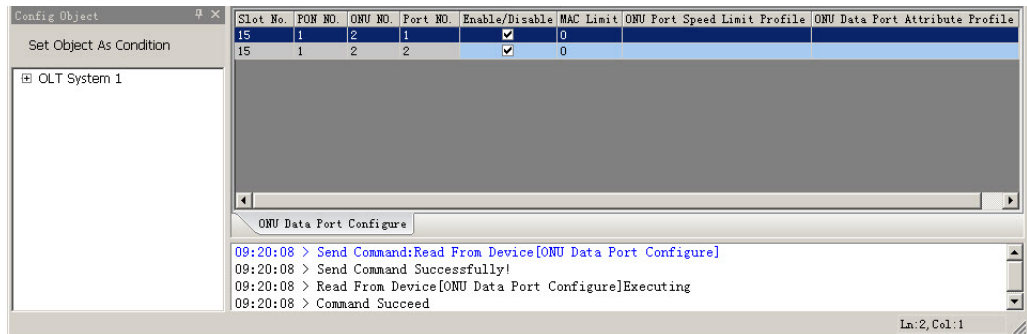 Config Object
Set Object As Condition
OLT System 1
Slot No. PON NO. ONU NO. Port NO. Enable/Disable MAC Limit ONU Port Speed Limit Profile ONU Data Port Attribute Profile
15 1 2 1 0
15 1 2 2 0
ONU Data Port Configure
09:20:08 > Send Command:Read From Device[ONU Data Port Configure]
09:20:08 > Send Command Successfully!
09:20:08 > Read From Device[ONU Data Port Configure]Executing
09:20:08 > Command Succeed
Ln:2,Col:1